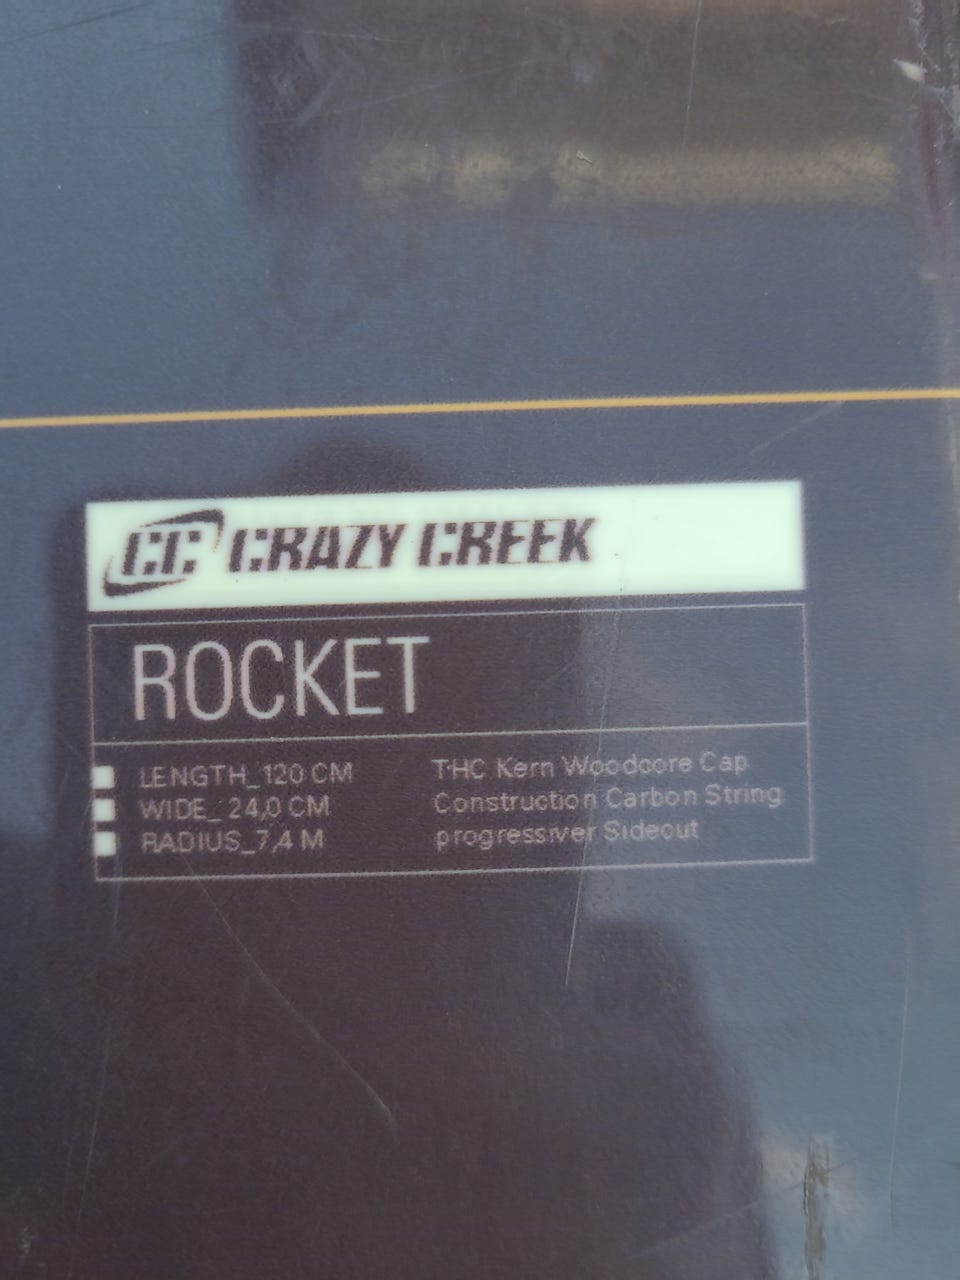 CC CRAZY CREEK
ROCKET
LENGTH_120 CM
WIDE_24,0 CM
RADIUS_7,4 M
THC Kern Woodcore Cap
Construction Carbon String
progressiver Sidecut